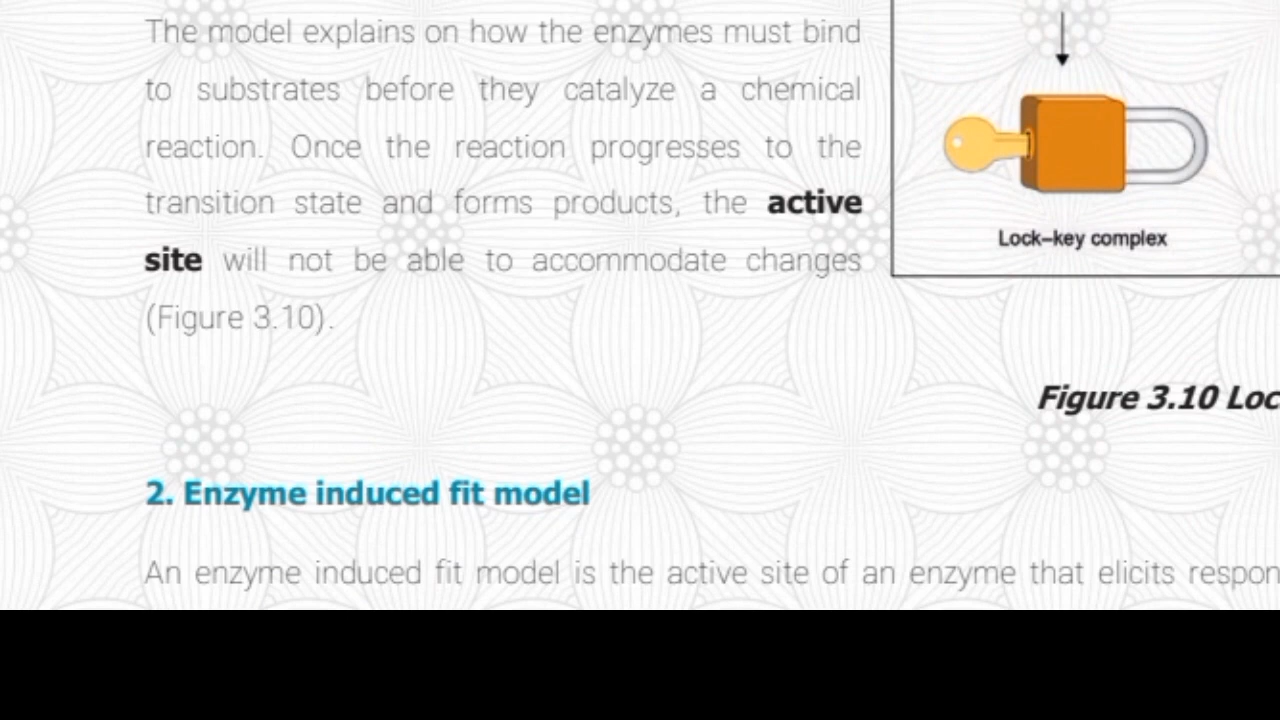 The model explains on how the enzymes must bind
to substrates before they catalyze a chemical
reaction. Once the reaction progresses to the
transition state and forms products, the active
site will not be able to accommodate changes
(Figure 3.10).
Lock–key complex
Figure 3.10 Loc
2. Enzyme induced fit model
An enzyme induced fit model is the active site of an enzyme that elicits respon